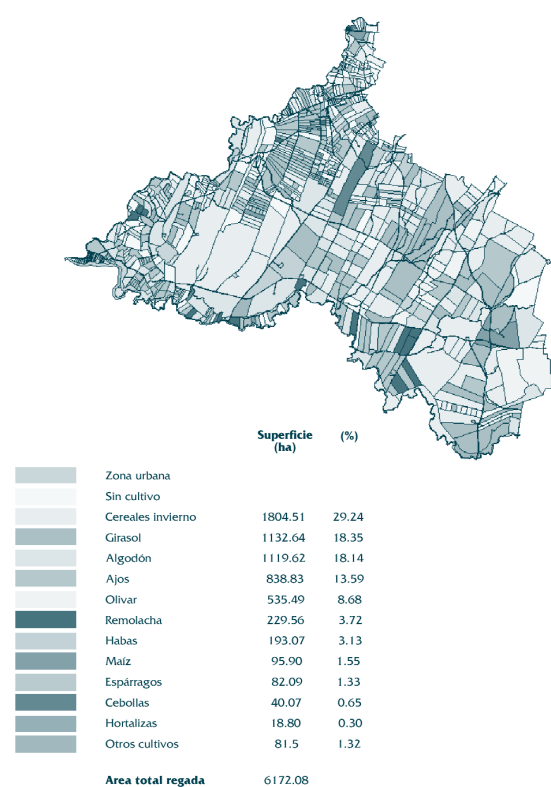 Superficie (%)
(ha)
Zona urbana
Sin cultivo
Cereales invierno 1804.51 29.24
Girasol 1132.64 18.35
Algodón 1119.62 18.14
Ajos 838.83 13.59
Olivar 535.49 8.68
Remolacha 229.56 3.72
Habas 193.07 3.13
Maíz 95.90 1.55
Espárragos 82.09 1.33
Cebollas 40.07 0.65
Hortalizas 18.80 0.30
Otros cultivos 81.5 1.32
Area total regada 6172.08